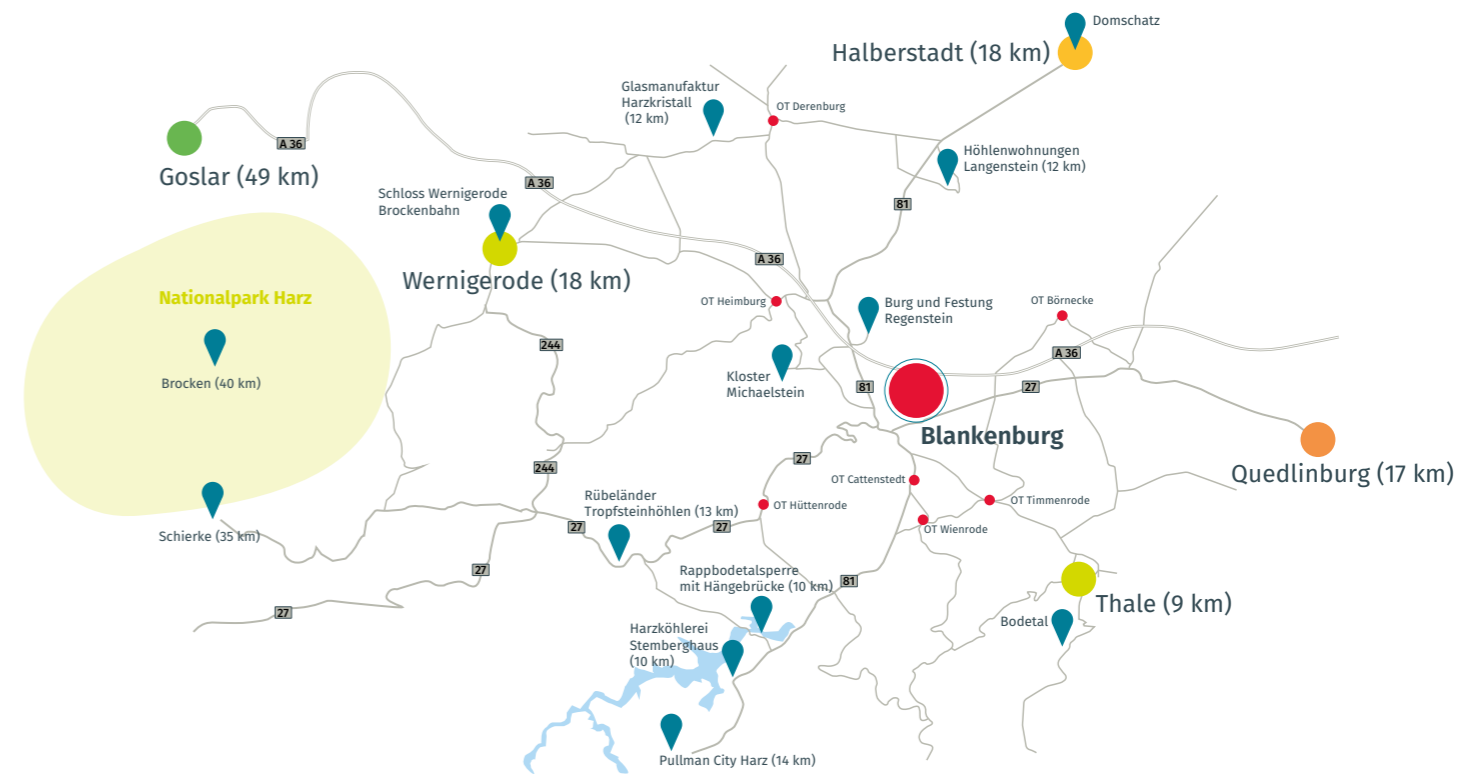 Domschatz
Halberstadt (18 km)
Glasmanufaktur
Harzkristall
(12 km)
OT Derenburg
A 36
Höhlenwohnungen
Langenstein (12 km)
Goslar (49 km)
A 36
Schloss Wernigerode
Brockenbahn
81
A 36
Wernigerode (18 km)
Nationalpark Harz
OT Heimburg
Burg und Festung
Regenstein
OT Börnecke
244
A 36
Brocken (40 km)
Kloster
Michaelstein
81
27
Blankenburg
27
244
Quedlinburg (17 km)
OT Cattenstedt
Rübeländer
Tropfsteinhöhlen (13 km)
OT Hüttenrode
OT Timmenrode
27
27
OT Wienrode
Schierke (35 km)
27
Rappbodetalsperre
mit Hängebrücke (10 km)
81
27
Thale (9 km)
Bodetal
Harzköhlerei
Stemberghaus
(10 km)
Pullman City Harz (14 km)